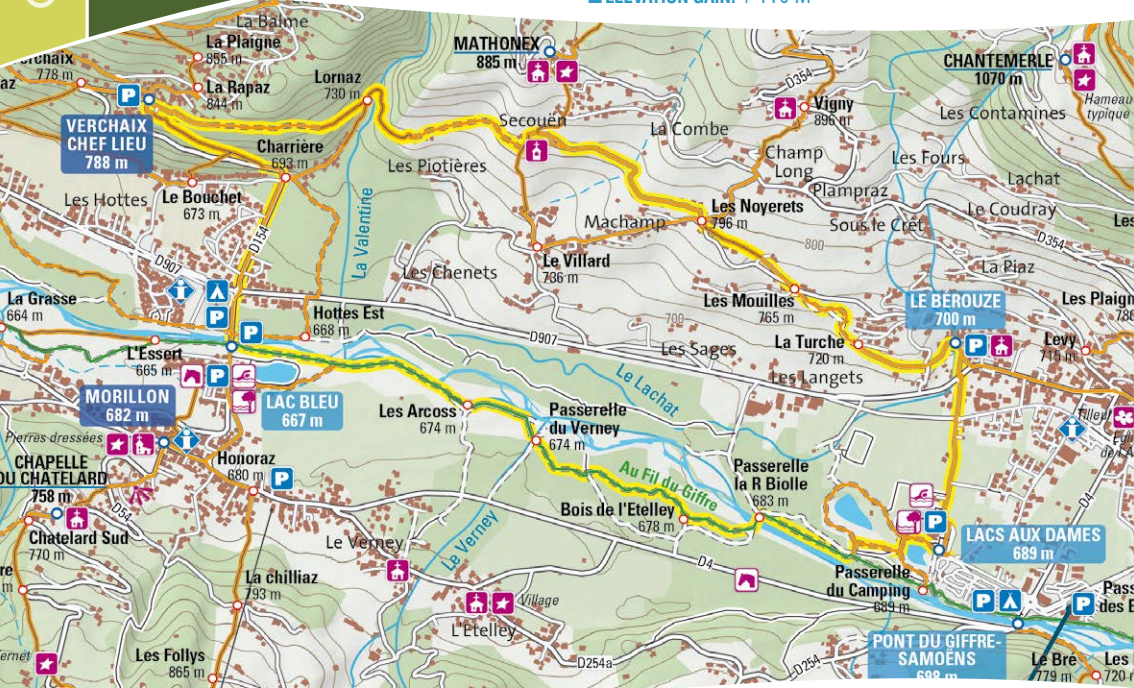 ELEVATION GAIN:
La Balme
La Plaigne
855 m
778 m
La Rapaz
844 m
VERCHAIX
CHEF LIEU
788 m
Lornaz
730 m
MATHONEX
885 m
Secouën
La Combe
D354
Vigny
896 m
CHANTEMERLE
1070 m
Hameau
typique
Les Contamines
Charrière
693 m
Les Piotières
Champ
Long
Les Fours
Lachat
Les Hottes
Le Bouchet
673 m
La Valentine
Plampraz
Les Noyerets
796 m
Machamp
Sous le Crêt
Le Coudray
Les
D354
D154
D907
Les Chenets
Le Villard
736 m
800
La Piaz
La Grasse
664 m
Les Mouilles
765 m
LE BÉROUZE
700 m
Les Plaign
780
Hottes Est
668 m
D907
700
Les Sages
La Turche
720 m
Levy
715 m
L'Essert
665 m
Les Langets
Le Lachat
MORILLON
682 m
LAC BLEU
667 m
Les Arcoss
674 m
Passerelle
du Verney
674 m
Tilleul
Pierres dressées
CHAPELLE
DU CHATELARD
758 m
Honoraz
680 m
Au Fil du Giffre
Passerelle
la R Biolle
683 m
D4
D54
Bois de l'Etelley
678 m
Chatelard Sud
770 m
Le Verney
Le Verney
LACS AUX DAMES
689 m
D4
La chilliaz
793 m
Passerelle
du Camping
689 m
Pass
des
Village
L'Etelley
Les Follys
865 m
D254a
D254
PONT DU GIFFRE-
SAMOËNS
698 m
Le Bré
779 m
Les
720